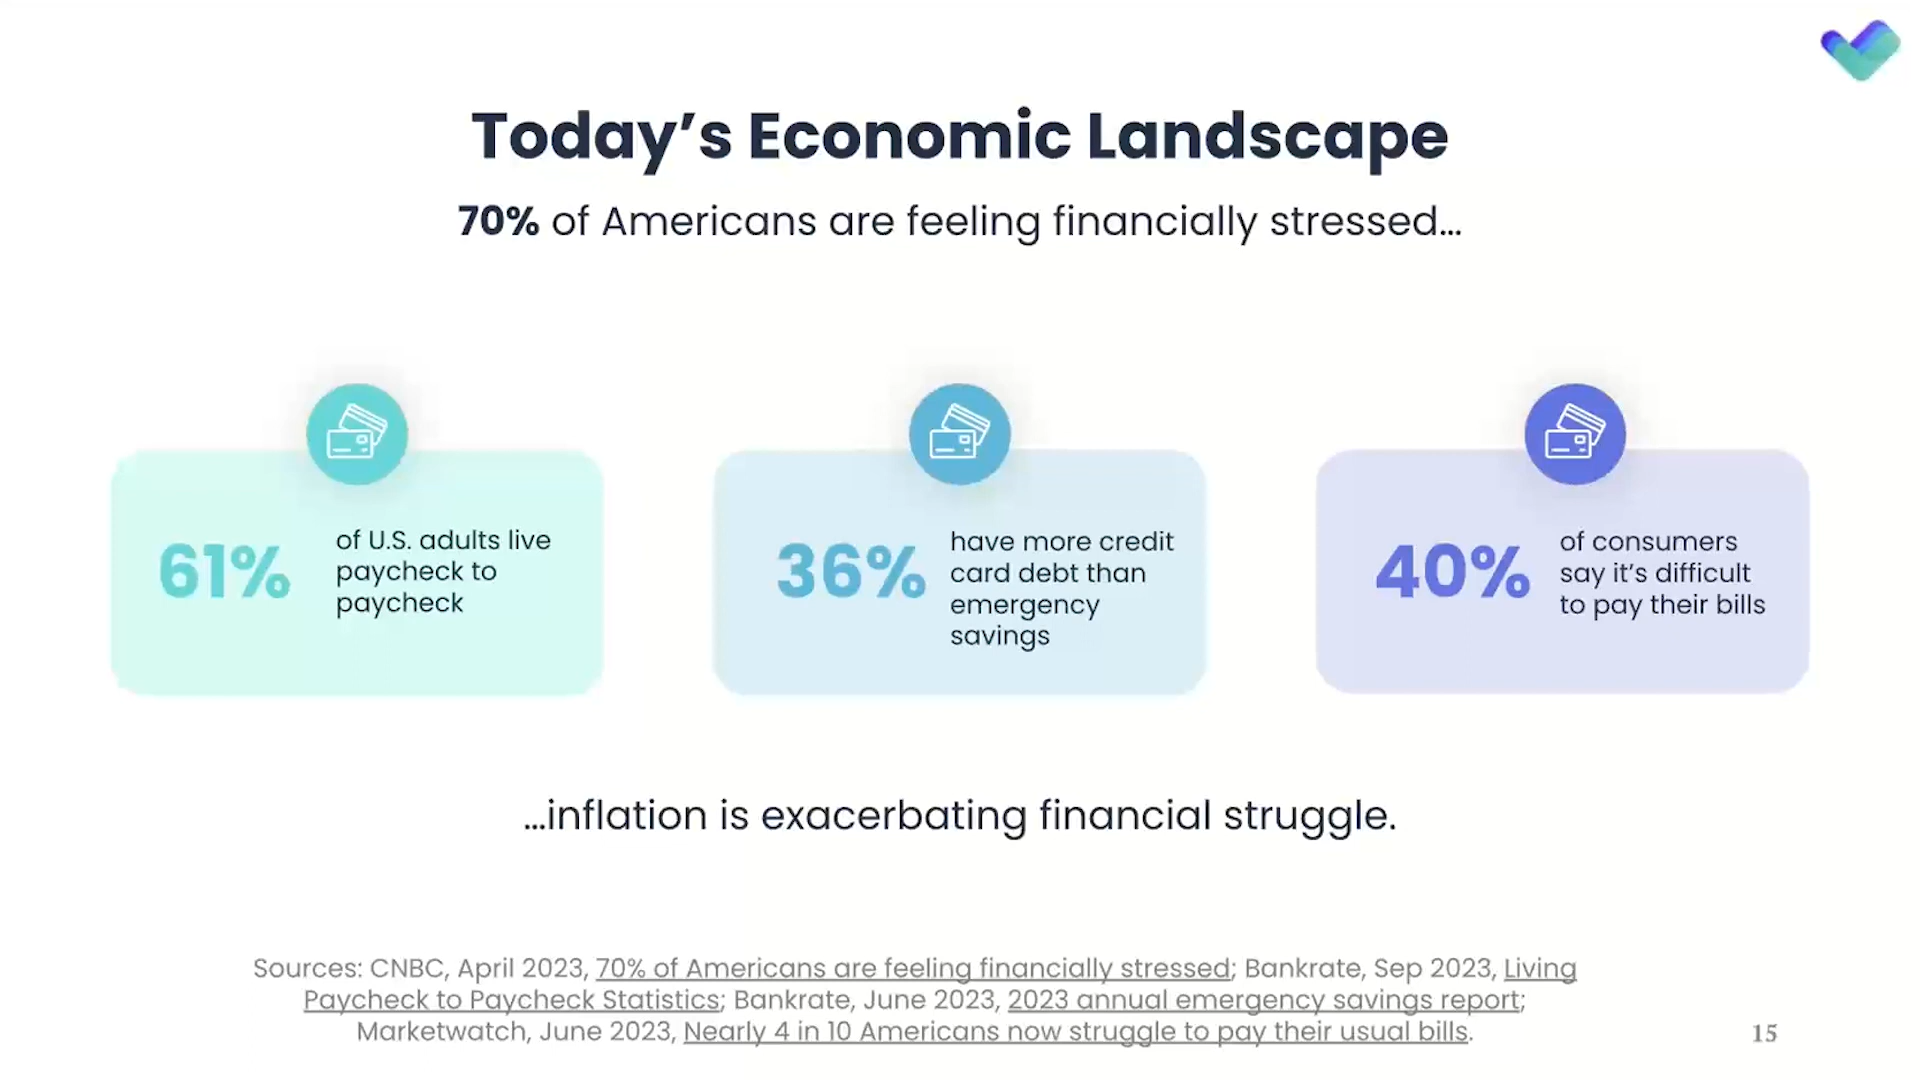 Today’s Economic Landscape
70% of Americans are feeling financially stressed...
61%
of U.S. adults live
paycheck to
paycheck
36%
have more credit
card debt than
emergency
savings
40%
of consumers
say it’s difficult
to pay their bills
...inflation is exacerbating financial struggle.
Sources: CNBC, April 2023, 70% of Americans are feeling financially stressed; Bankrate, Sep 2023, Living
Paycheck to Paycheck Statistics; Bankrate, June 2023, 2023 annual emergency savings report;
Marketwatch, June 2023, Nearly 4 in 10 Americans now struggle to pay their usual bills.
15